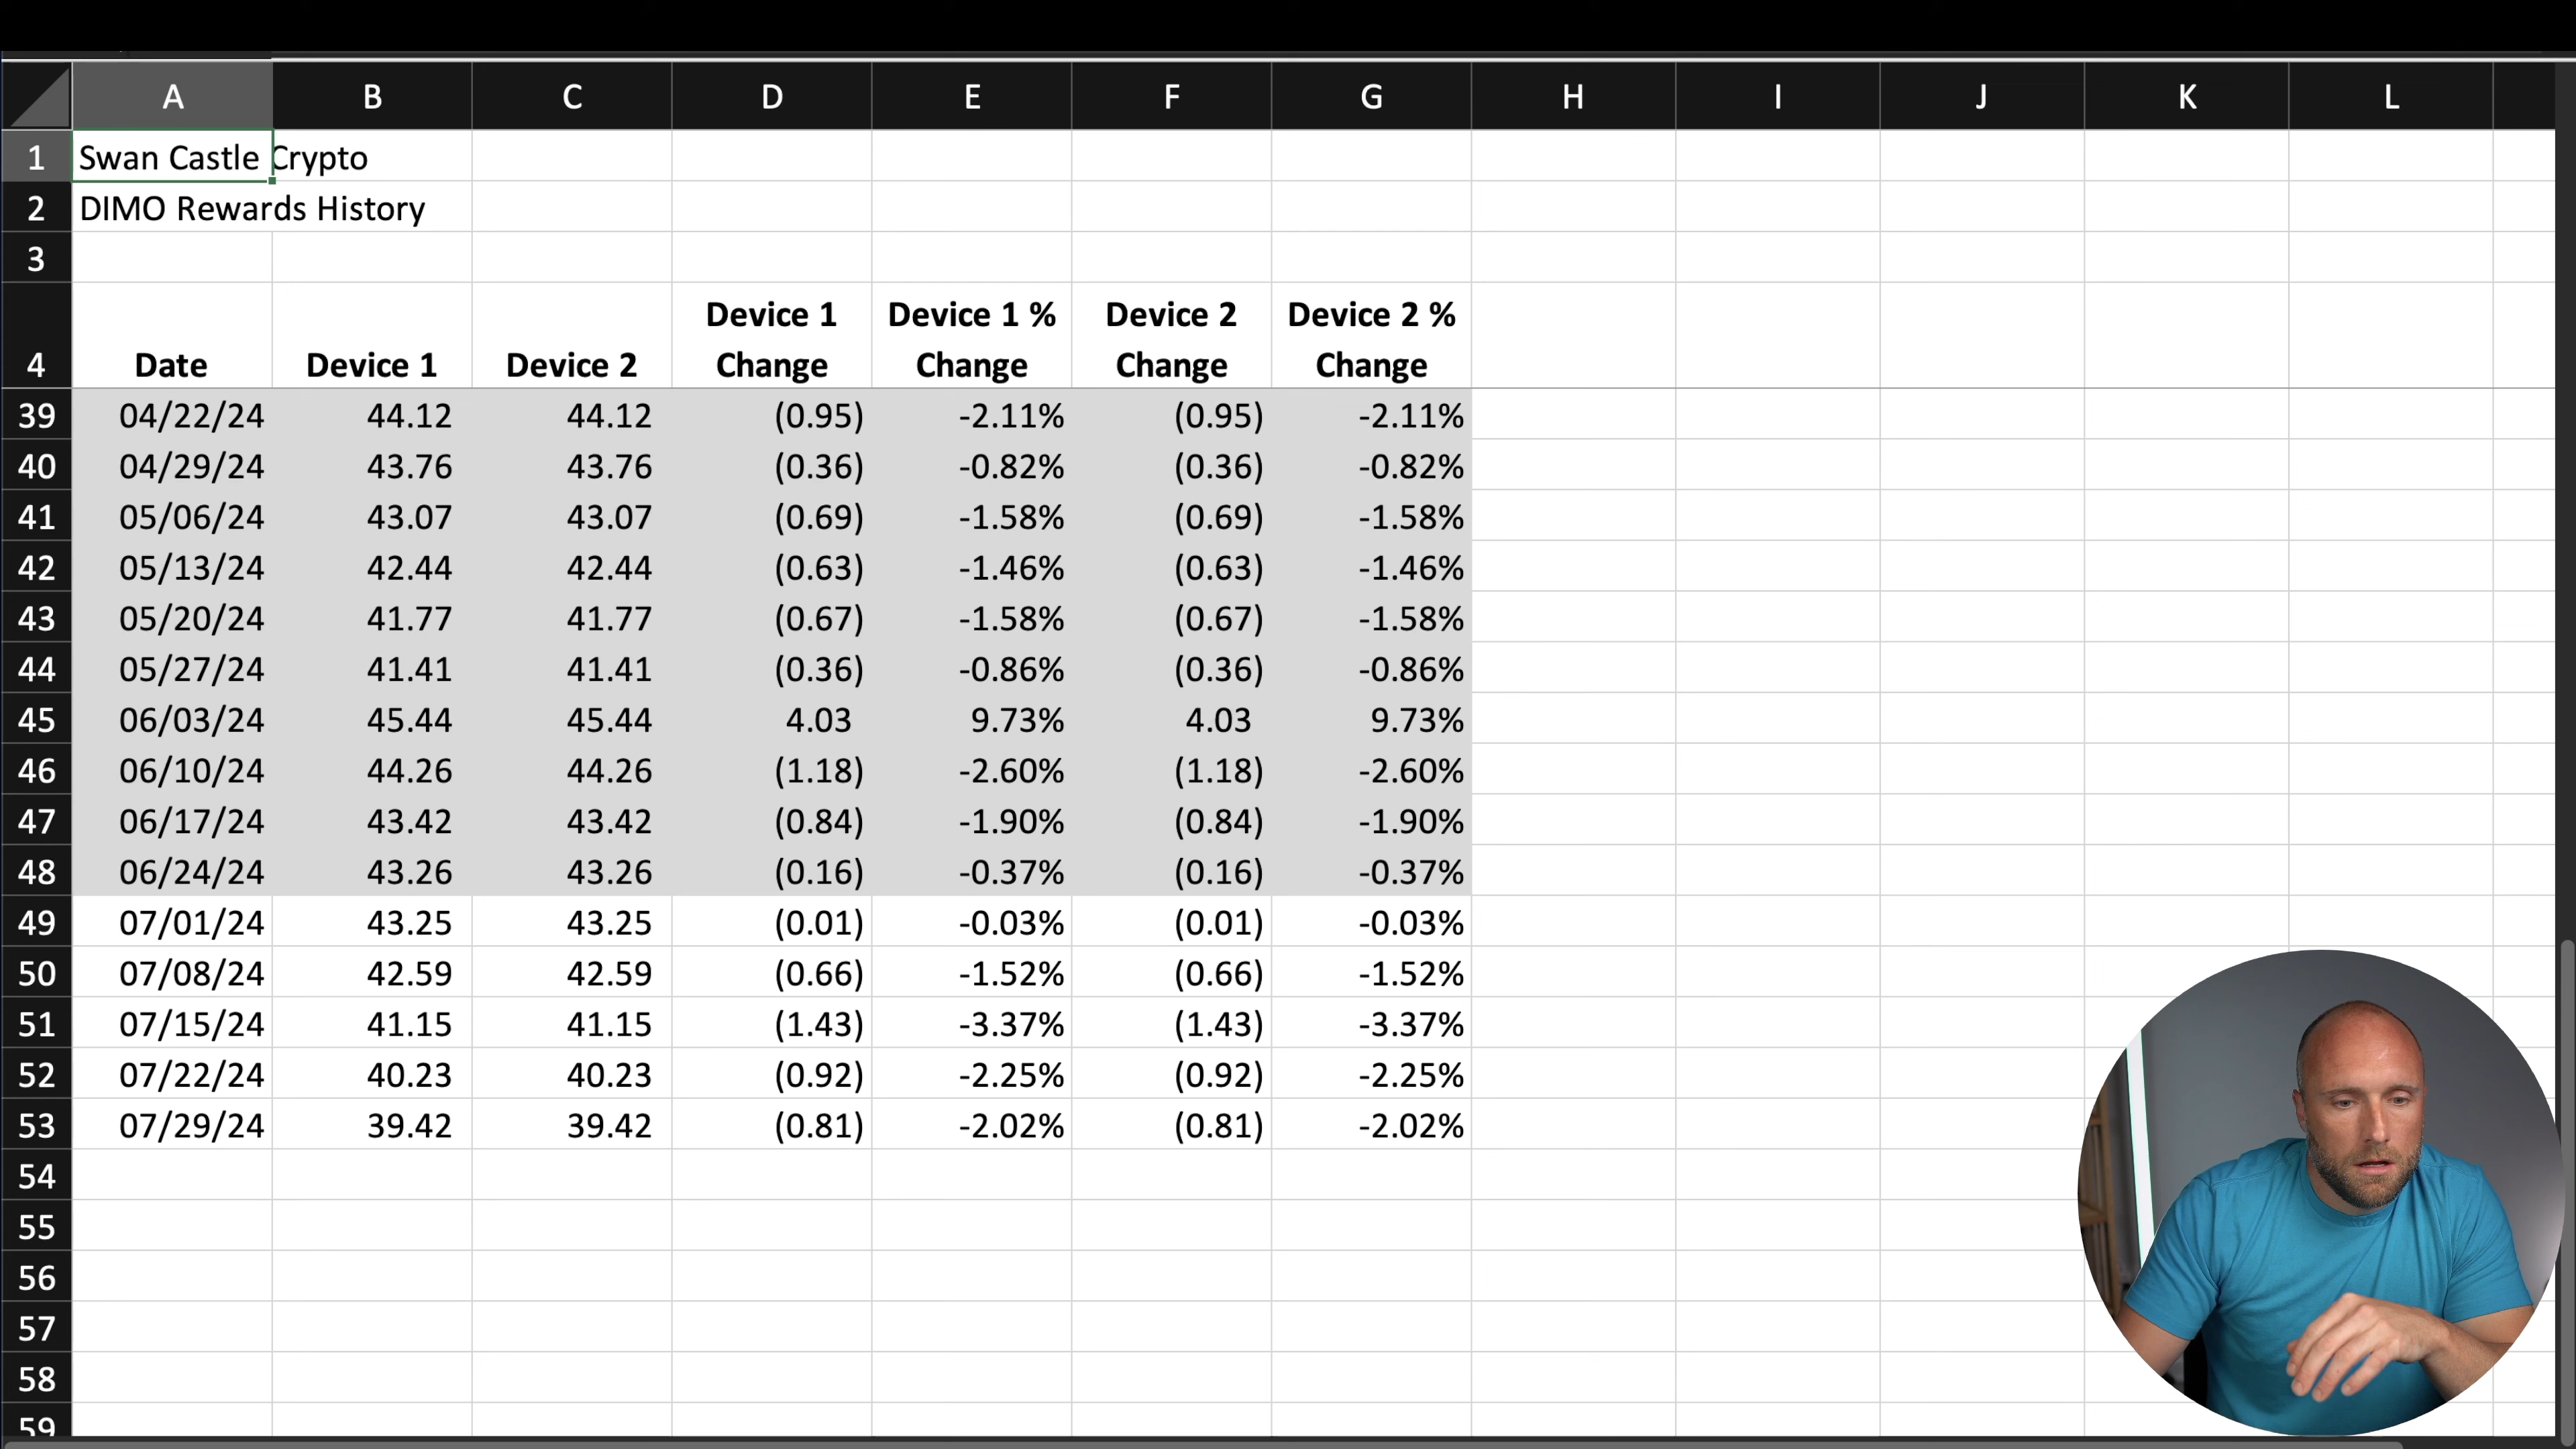 A B C D E F G H I J K L
1 Swan Castle Crypto
2 DIMO Rewards History
3
4 Date Device 1 Device 2 Device 1 Change Device 1 % Change Device 2 Change Device 2 % Change
39 04/22/24 44.12 44.12 (0.95) -2.11% (0.95) -2.11%
40 04/29/24 43.76 43.76 (0.36) -0.82% (0.36) -0.82%
41 05/06/24 43.07 43.07 (0.69) -1.58% (0.69) -1.58%
42 05/13/24 42.44 42.44 (0.63) -1.46% (0.63) -1.46%
43 05/20/24 41.77 41.77 (0.67) -1.58% (0.67) -1.58%
44 05/27/24 41.41 41.41 (0.36) -0.86% (0.36) -0.86%
45 06/03/24 45.44 45.44 4.03 9.73% 4.03 9.73%
46 06/10/24 44.26 44.26 (1.18) -2.60% (1.18) -2.60%
47 06/17/24 43.42 43.42 (0.84) -1.90% (0.84) -1.90%
48 06/24/24 43.26 43.26 (0.16) -0.37% (0.16) -0.37%
49 07/01/24 43.25 43.25 (0.01) -0.03% (0.01) -0.03%
50 07/08/24 42.59 42.59 (0.66) -1.52% (0.66) -1.52%
51 07/15/24 41.15 41.15 (1.43) -3.37% (1.43) -3.37%
52 07/22/24 40.23 40.23 (0.92) -2.25% (0.92) -2.25%
53 07/29/24 39.42 39.42 (0.81) -2.02% (0.81) -2.02%
54
55
56
57
58
59